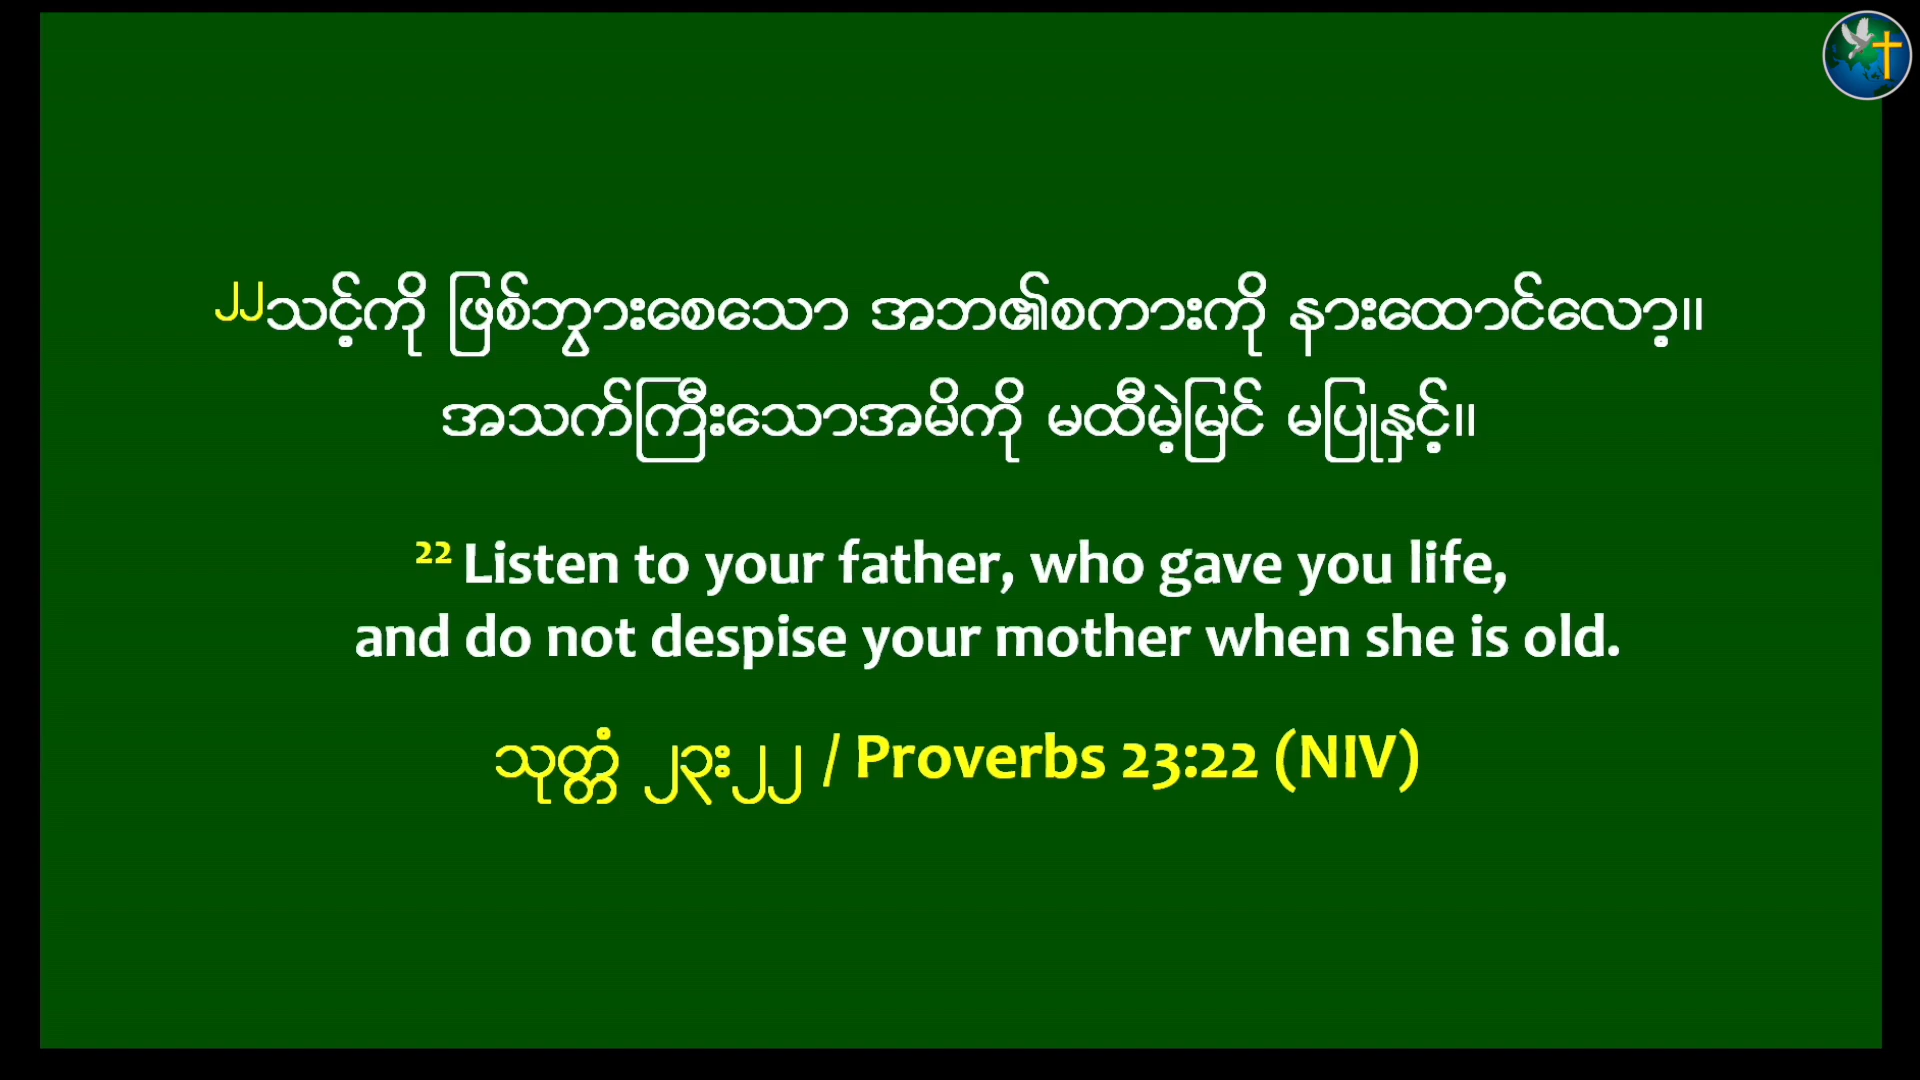 ၂၂သင့်ကို ဖြစ်ဘွားစေသော အဘ၏စကားကို နားထောင်လော့။
အသက်ကြီးသောအမိကို မထီမဲ့မြင် မပြုနှင့်။
22 Listen to your father, who gave you life,
and do not despise your mother when she is old.
သုတ္တံ ၂၃း၂၂ / Proverbs 23:22 (NIV)